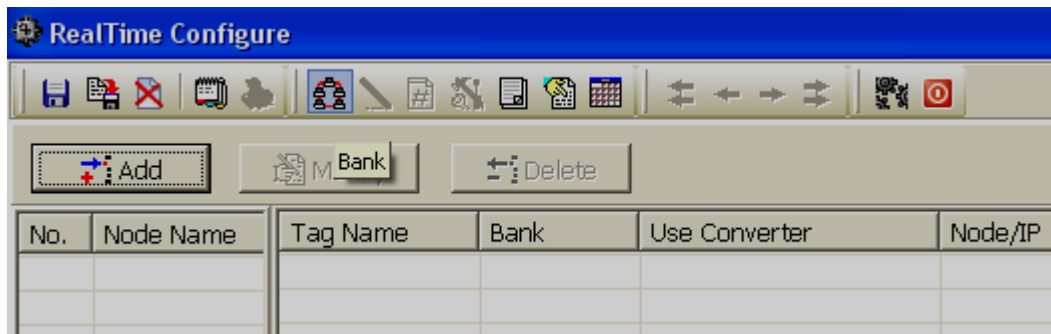 RealTime Configure
Add
Bank
Delete
No. Node Name Tag Name Bank Use Converter Node/IP